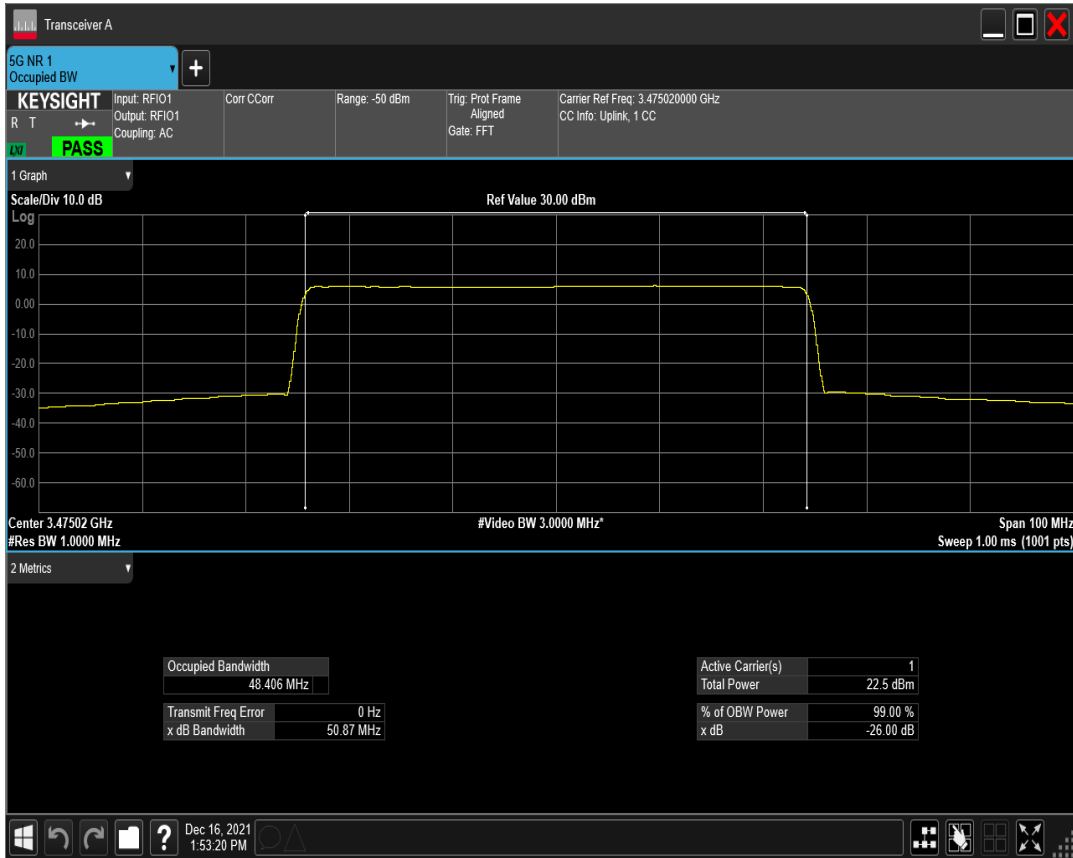 Transceiver A
5G NR 1
Occupied BW
KEYSIGHT
R T
LXI
PASS
Input: RFIO1
Output: RFIO1
Coupling: AC
Corr CCorr
Range: -50 dBm
Trig: Prot Frame
Aligned
Gate: FFT
Carrier Ref Freq: 3.475020000 GHz
CC Info: Uplink, 1 CC
1 Graph
Scale/Div 10.0 dB
Ref Value 30.00 dBm
Log
20.0
10.0
0.00
-10.0
-20.0
-30.0
-40.0
-50.0
-60.0
Center 3.47502 GHz
#Video BW 3.0000 MHz*
Span 100 MHz
#Res BW 1.0000 MHz
Sweep 1.00 ms (1001 pts)
2 Metrics
Occupied Bandwidth
48.406 MHz
Transmit Freq Error 0 Hz
x dB Bandwidth 50.87 MHz
Active Carrier(s) 1
Total Power 22.5 dBm
% of OBW Power 99.00 %
x dB -26.00 dB
?
Dec 16, 2021
1:53:20 PM